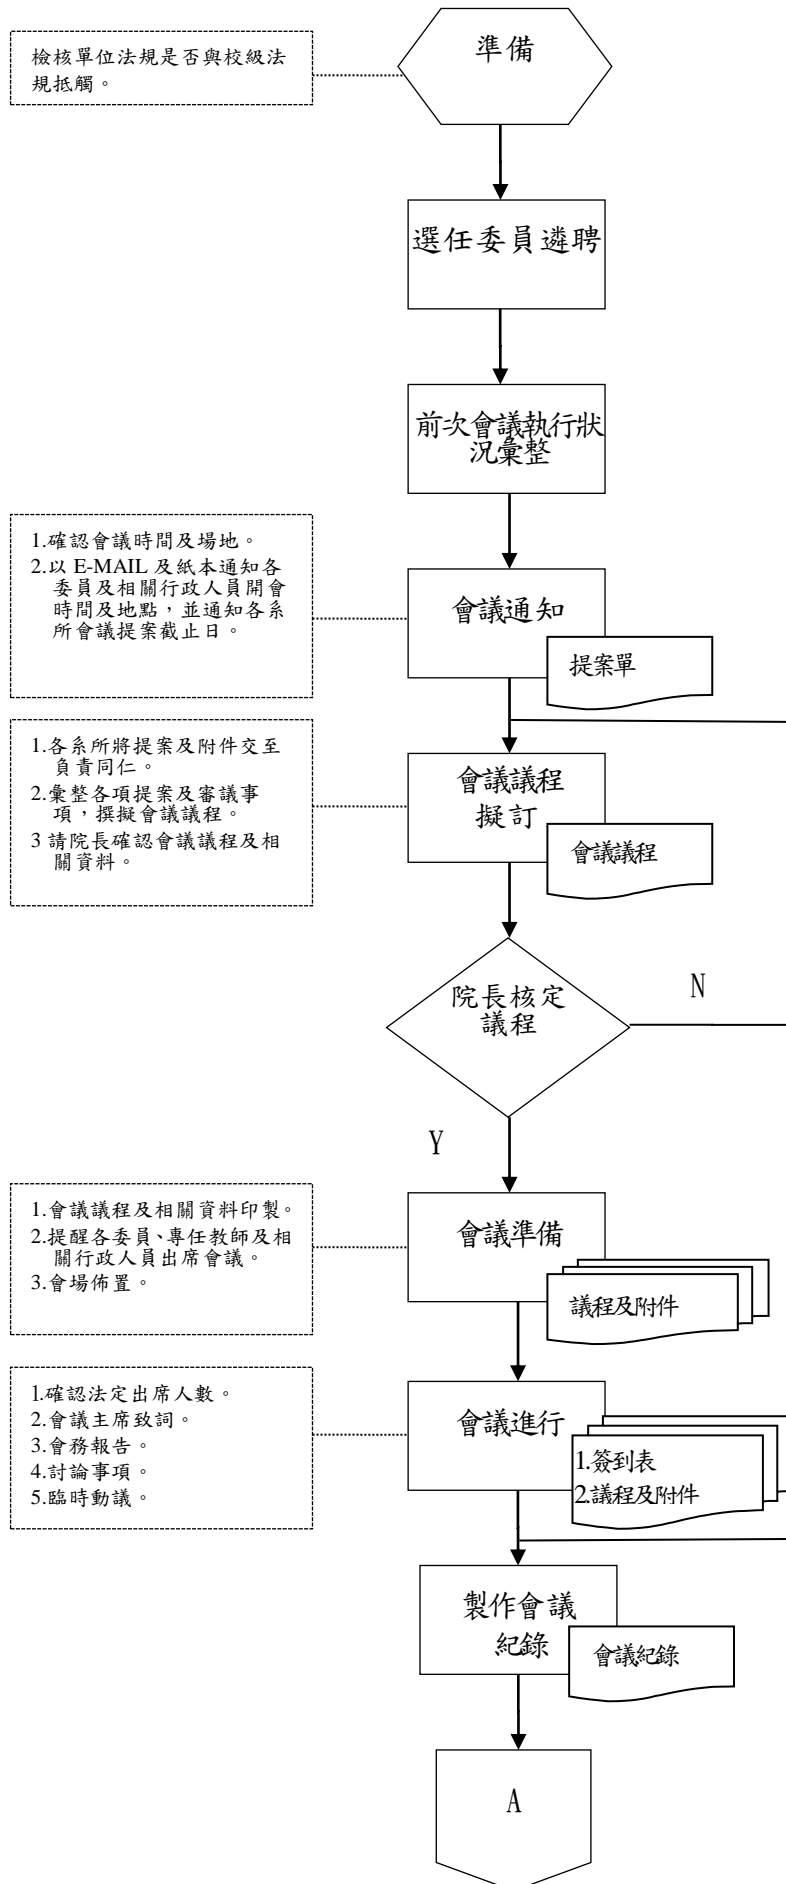 準備
檢核單位法規是否與校級法
規抵觸。
選任委員遴聘
前次會議執行狀
況彙整
1.確認會議時間及場地。
2.以 E-MAIL 及紙本通知各
委員及相關行政人員開會
時間及地點，並通知各系
所會議提案截止日。
會議通知
提案單
1.各系所將提案及附件交至
負責同仁。
2.彙整各項提案及審議事
項，撰擬會議議程。
3 請院長確認會議議程及相
關資料。
會議議程
擬訂
會議議程
院長核定
議程
N
Y
1.會議議程及相關資料印製。
2.提醒各委員、專任教師及相
關行政人員出席會議。
3.會場佈置。
會議準備
議程及附件
1.確認法定出席人數。
2.會議主席致詞。
3.會務報告。
4.討論事項。
5.臨時動議。
會議進行
1.簽到表
2.議程及附件
製作會議
紀錄
會議紀錄
A